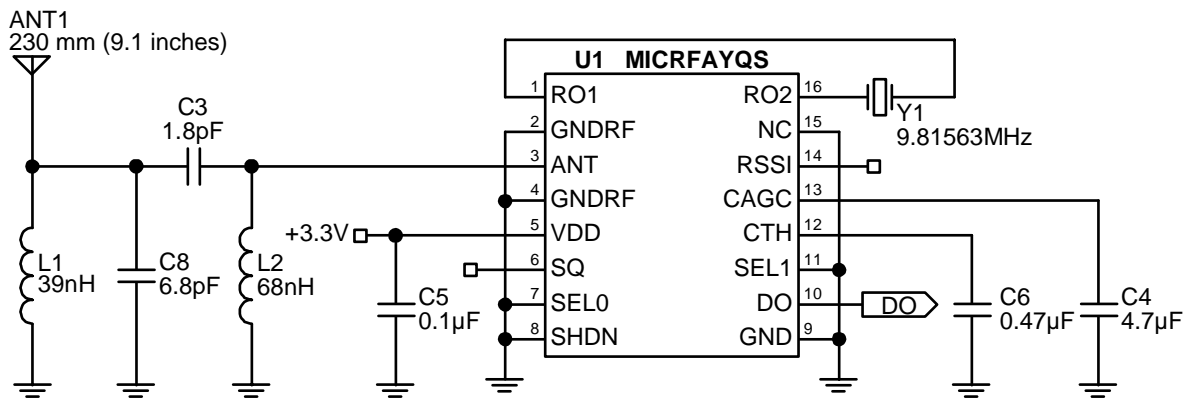 ANT1
230 mm (9.1 inches)
C3
1.8pF
L1
39nH
C8
6.8pF
L2
68nH
+3.3V
C5
0.1µF
U1 MICRFAYQS
1 RO1
2 GNDRF
3 ANT
4 GNDRF
5 VDD
6 SQ
7 SEL0
8 SHDN
RO2 16
NC 15
RSSI 14
CAGC 13
CTH 12
SEL1 11
DO 10
GND 9
Y1
9.81563MHz
DO
C6
0.47µF
C4
4.7µF